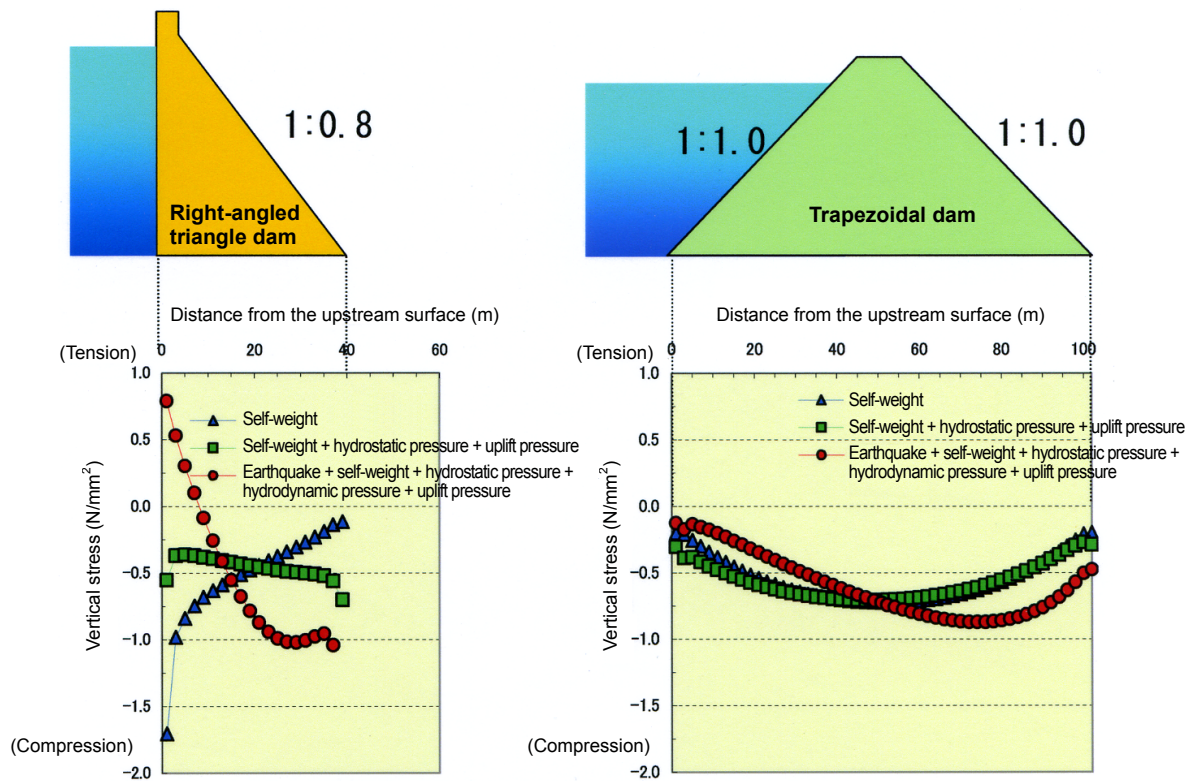 1:0.8
Right-angled
triangle dam
Distance from the upstream surface (m)
(Tension)
0 20 40 60
1.0
0.5
0.0
−0.5
−1.0
−1.5
−2.0
Vertical stress (N/mm²)
Self-weight
Self-weight + hydrostatic pressure + uplift pressure
Earthquake + self-weight + hydrostatic pressure +
hydrodynamic pressure + uplift pressure
(Compression)
1:1.0
1:1.0
Trapezoidal dam
Distance from the upstream surface (m)
(Tension)
0 20 40 60 80 100
1.0
0.5
0.0
−0.5
−1.0
−1.5
−2.0
Vertical stress (N/mm²)
Self-weight
Self-weight + hydrostatic pressure + uplift pressure
Earthquake + self-weight + hydrostatic pressure +
hydrodynamic pressure + uplift pressure
(Compression)